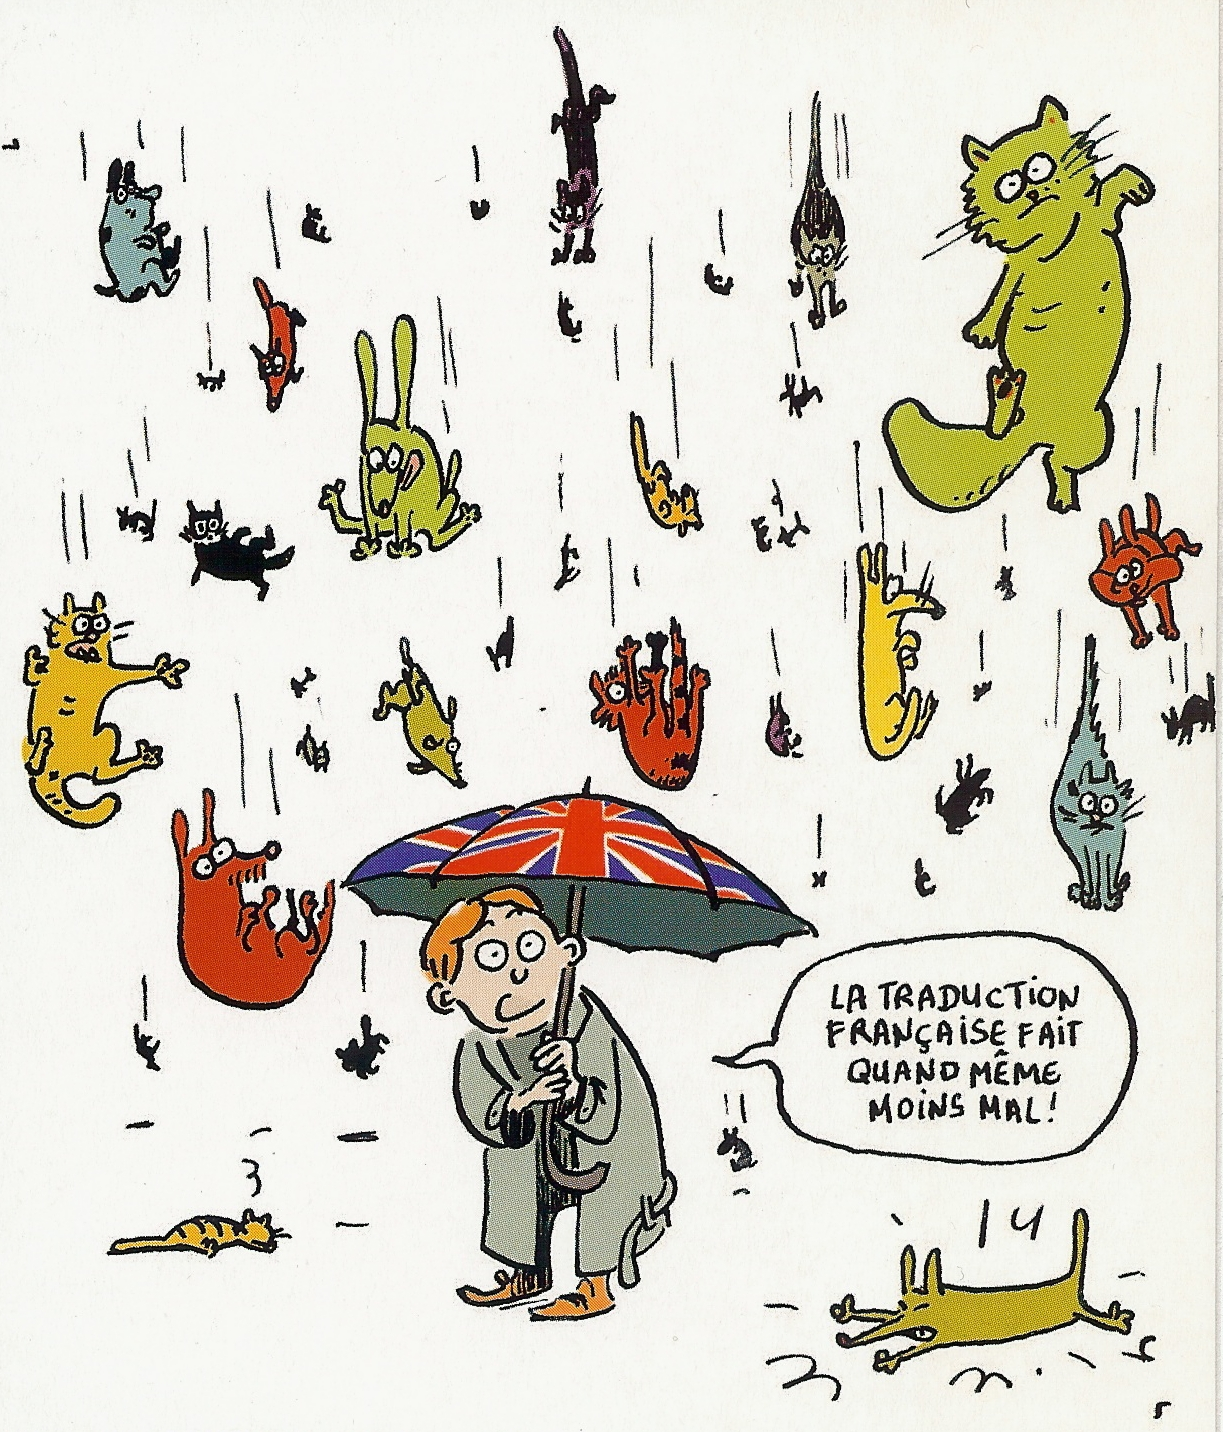 LA TRADUCTION
FRANÇAISE FAIT
QUAND MÊME
MOINS MAL!